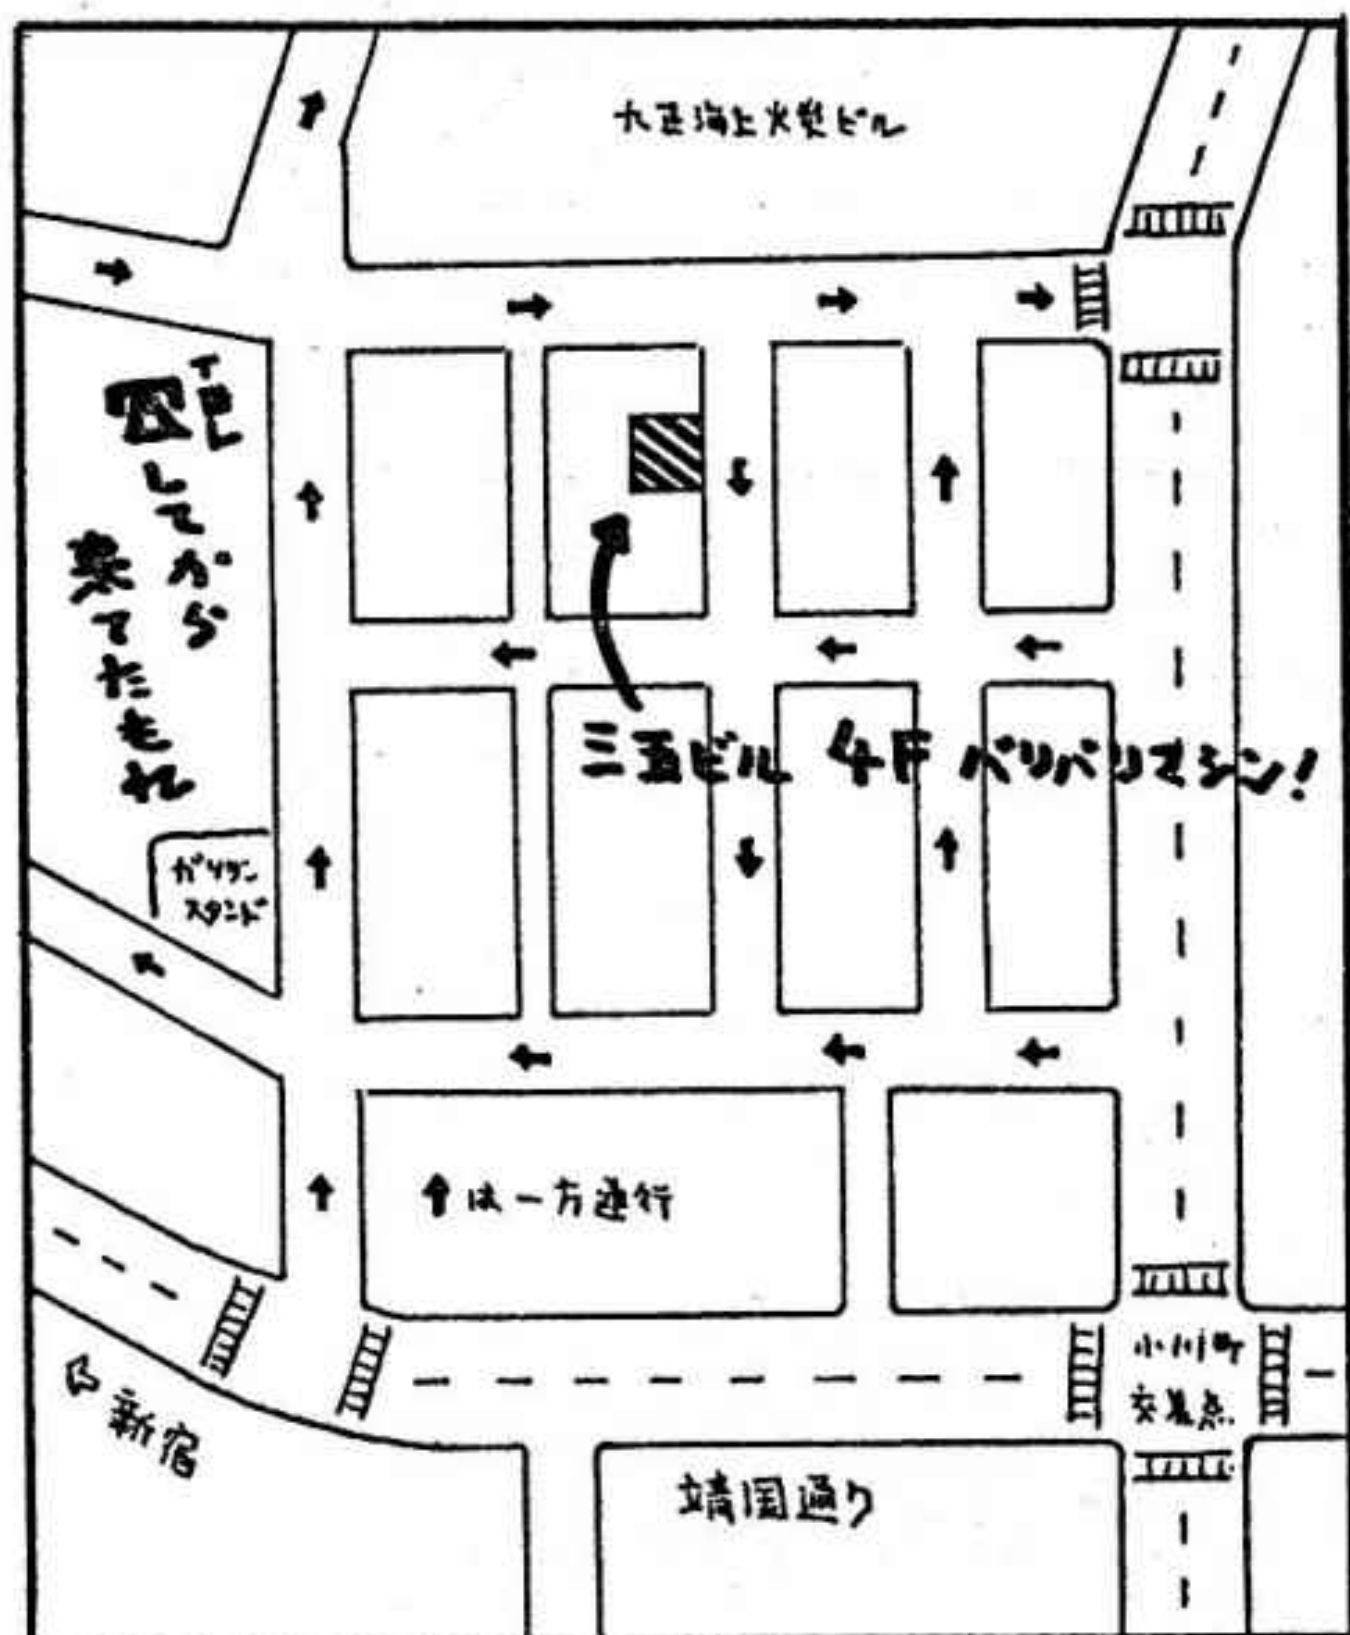 大正海上火災ビル
TEL
してから
来てたもれ
三五ビル 4F バリバリマシン!
ガソリン
スタンド
↑は一方通行
小川町
交差点
←新宿
靖国通り